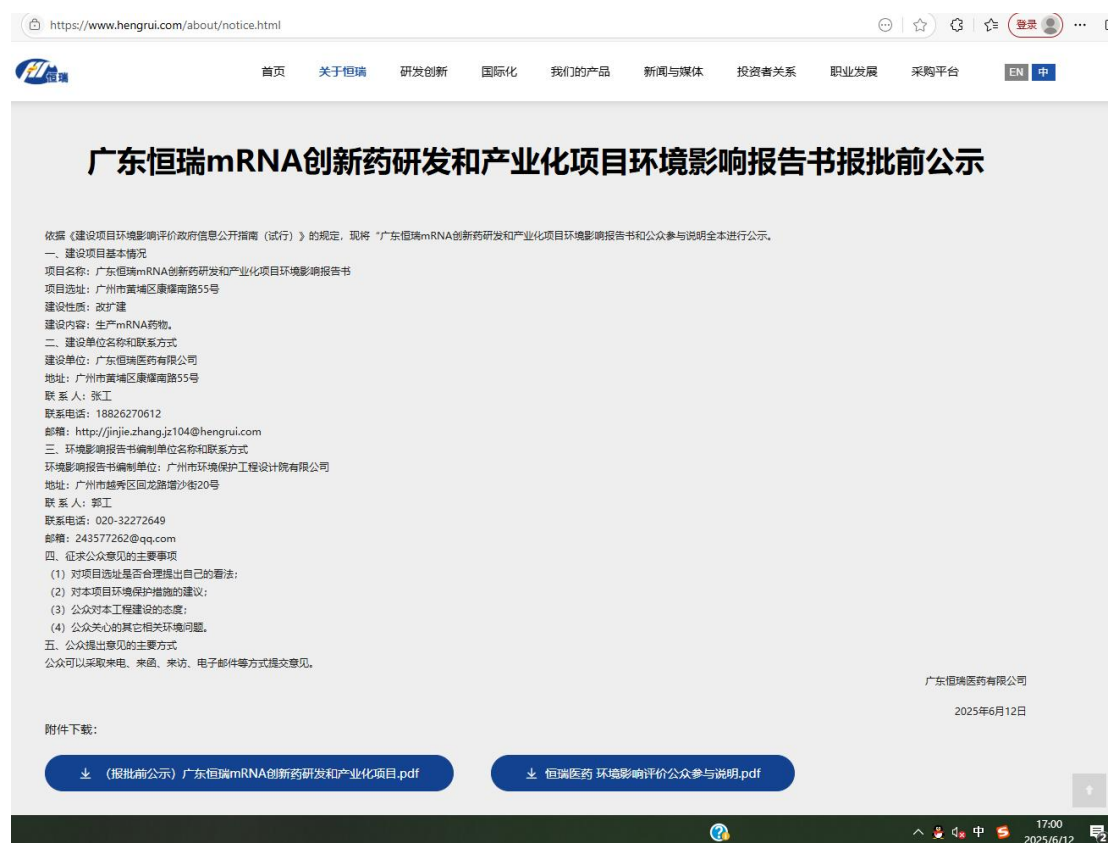 https://www.hengrui.com/about/notice.html
登录
恒瑞
首页 关于恒瑞 研发创新 国际化 我们的产品 新闻与媒体 投资者关系 职业发展 采购平台 EN 中
广东恒瑞mRNA创新药研发和产业化项目环境影响报告书报批前公示
依据《建设项目环境影响评价政府信息公开指南（试行）》的规定，现将“广东恒瑞mRNA创新药研发和产业化项目环境影响报告书和公众参与说明全本进行公示。
一、建设项目基本情况
项目名称：广东恒瑞mRNA创新药研发和产业化项目环境影响报告书
项目选址：广州市黄埔区康耀南路55号
建设性质：改扩建
建设内容：生产mRNA药物。
二、建设单位名称和联系方式
建设单位：广东恒瑞医药有限公司
地址：广州市黄埔区康耀南路55号
联 系 人：张工
联系电话：18826270612
邮箱：http://jinjie.zhang.jz104@hengrui.com
三、环境影响报告书编制单位名称和联系方式
环境影响报告书编制单位：广州市环境保护工程设计院有限公司
地址：广州市越秀区回龙路增沙街20号
联 系 人：郭工
联系电话：020-32272649
邮箱：243577262@qq.com
四、征求公众意见的主要事项
（1）对项目选址是否合理提出自己的看法；
（2）对本项目环境保护措施的建议；
（3）公众对本工程建设的态度；
（4）公众关心的其它相关环境问题。
五、公众提出意见的主要方式
公众可以采取来电、来函、来访、电子邮件等方式提交意见。
广东恒瑞医药有限公司
2025年6月12日
附件下载：
（报批前公示）广东恒瑞mRNA创新药研发和产业化项目.pdf
恒瑞医药 环境影响评价公众参与说明.pdf
中 17:00
2025/6/12
2